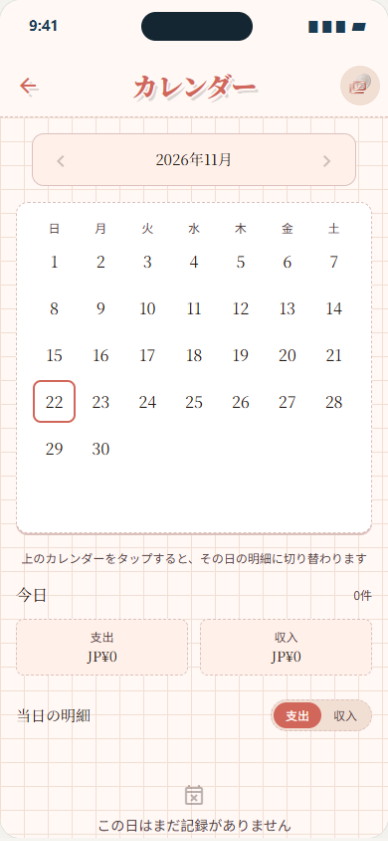 9:41
カレンダー
2026年11月
日 月 火 水 木 金 土
1 2 3 4 5 6 7
8 9 10 11 12 13 14
15 16 17 18 19 20 21
22 23 24 25 26 27 28
29 30
上のカレンダーをタップすると、その日の明細に切り替わります
今日 0件
支出 収入
JP¥0 JP¥0
当日の明細 支出 収入
この日はまだ記録がありません